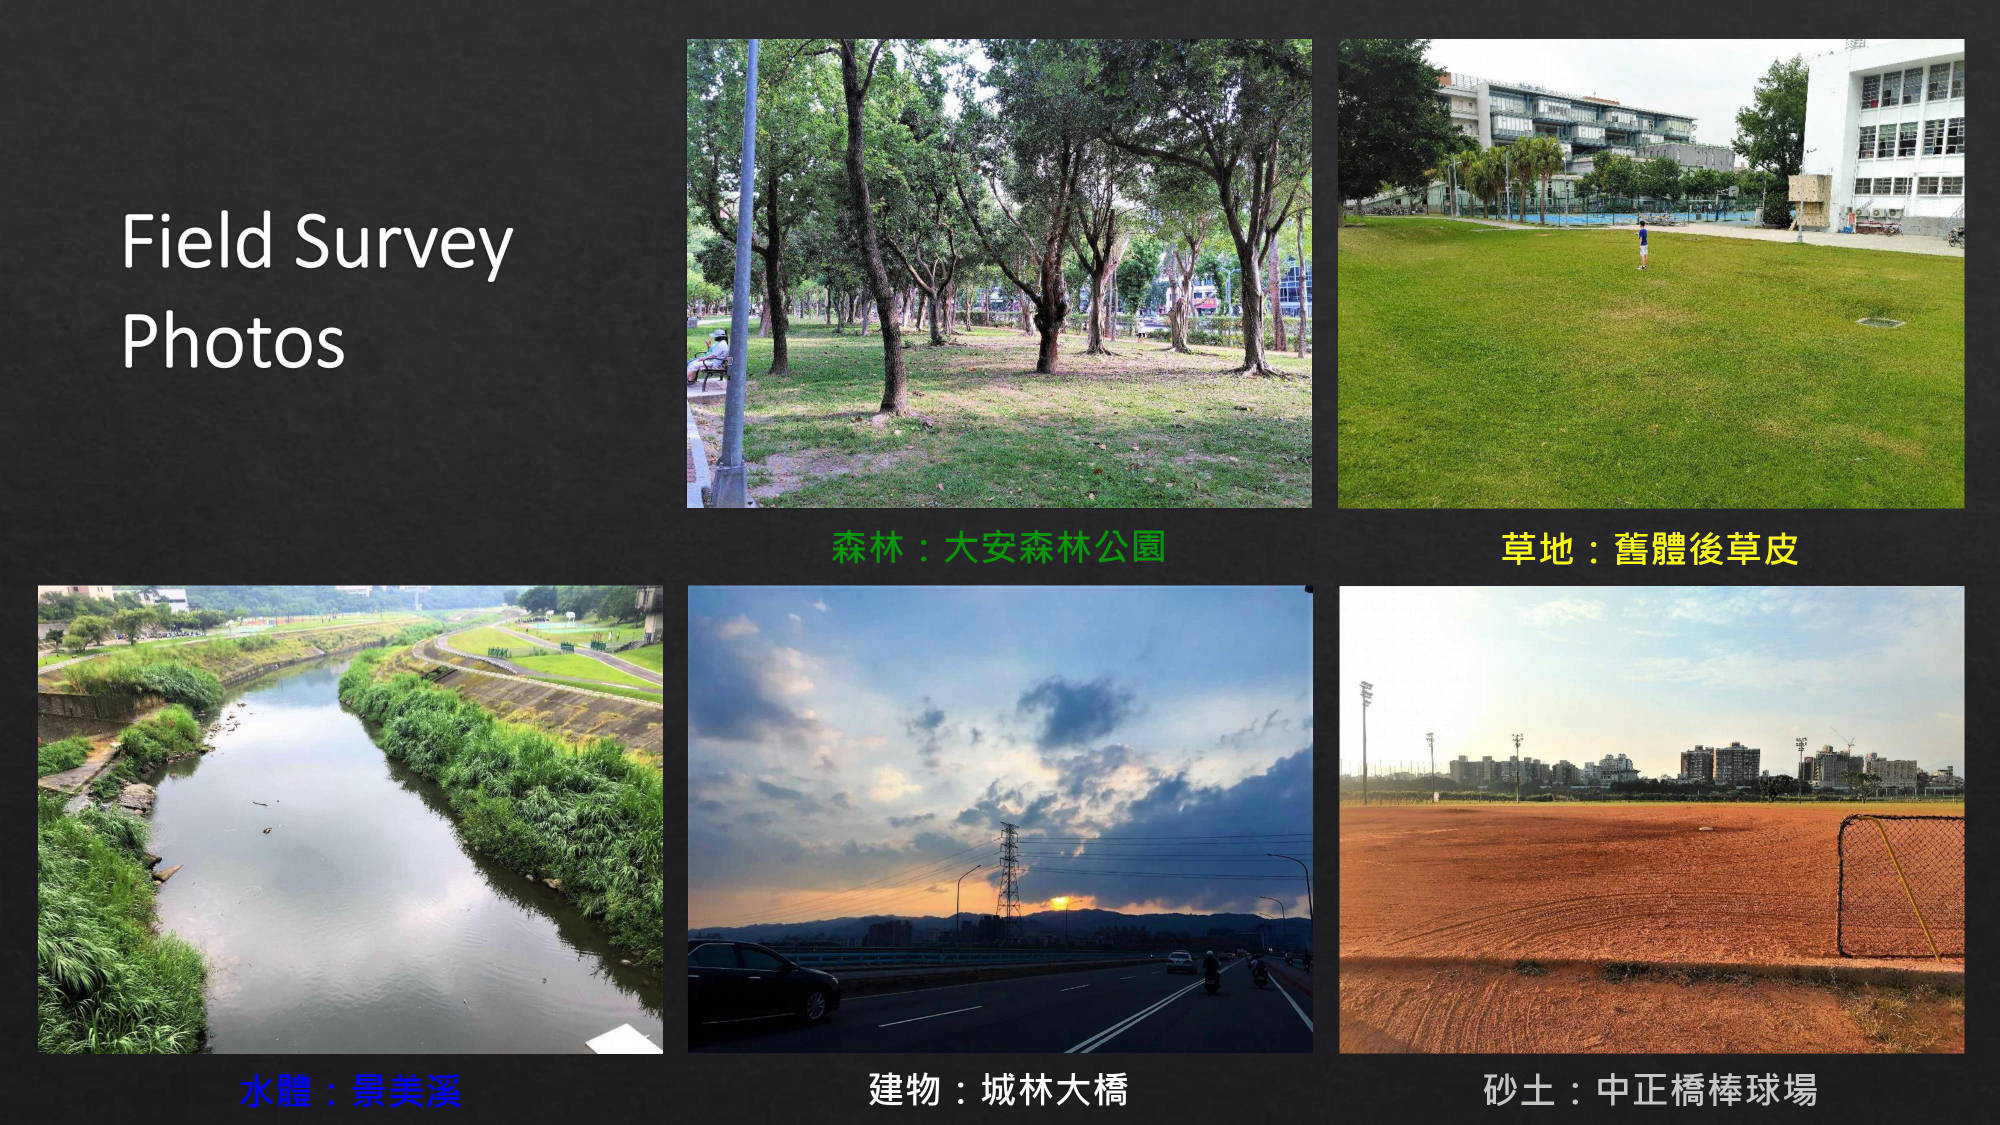 Field Survey
Photos
森林：大安森林公園
草地：舊體後草皮
水體：景美溪
建物：城林大橋
砂土：中正橋棒球場